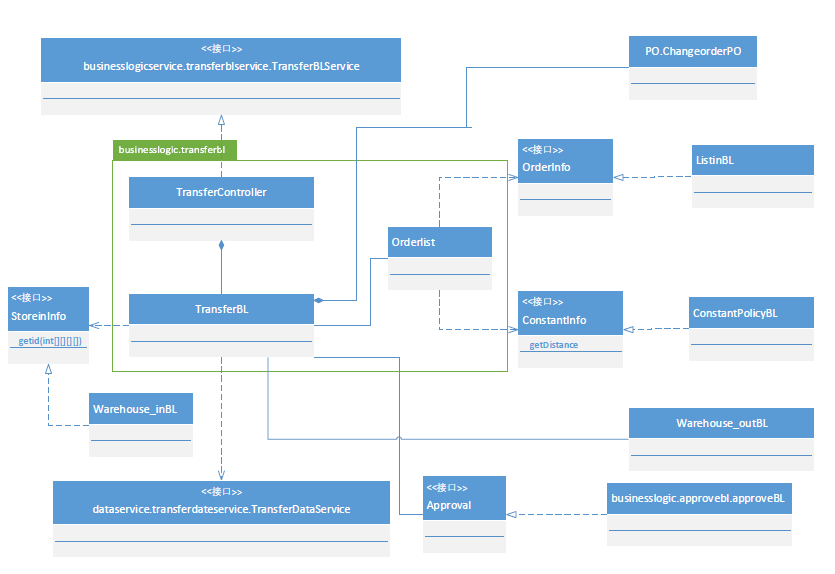 <<接口>>
businesslogicservice.transferblservice.TransferBLService
PO.ChangeorderPO
businesslogic.transferbl
<<接口>>
OrderInfo
ListinBL
TransferController
Orderlist
<<接口>>
StoreinInfo
getid(int[][][][])
TransferBL
<<接口>>
ConstantInfo
getDistance
ConstantPolicyBL
Warehouse_inBL
Warehouse_outBL
<<接口>>
dataservice.transferdateservice.TransferDataService
<<接口>>
Approval
businesslogic.approvebl.approveBL